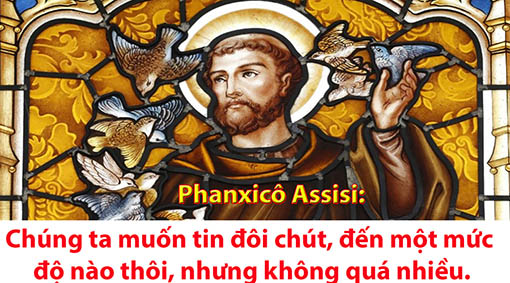 Phanxicô Assisi:
Chúng ta muốn tin đôi chút, đến một mức
độ nào thôi, nhưng không quá nhiều.